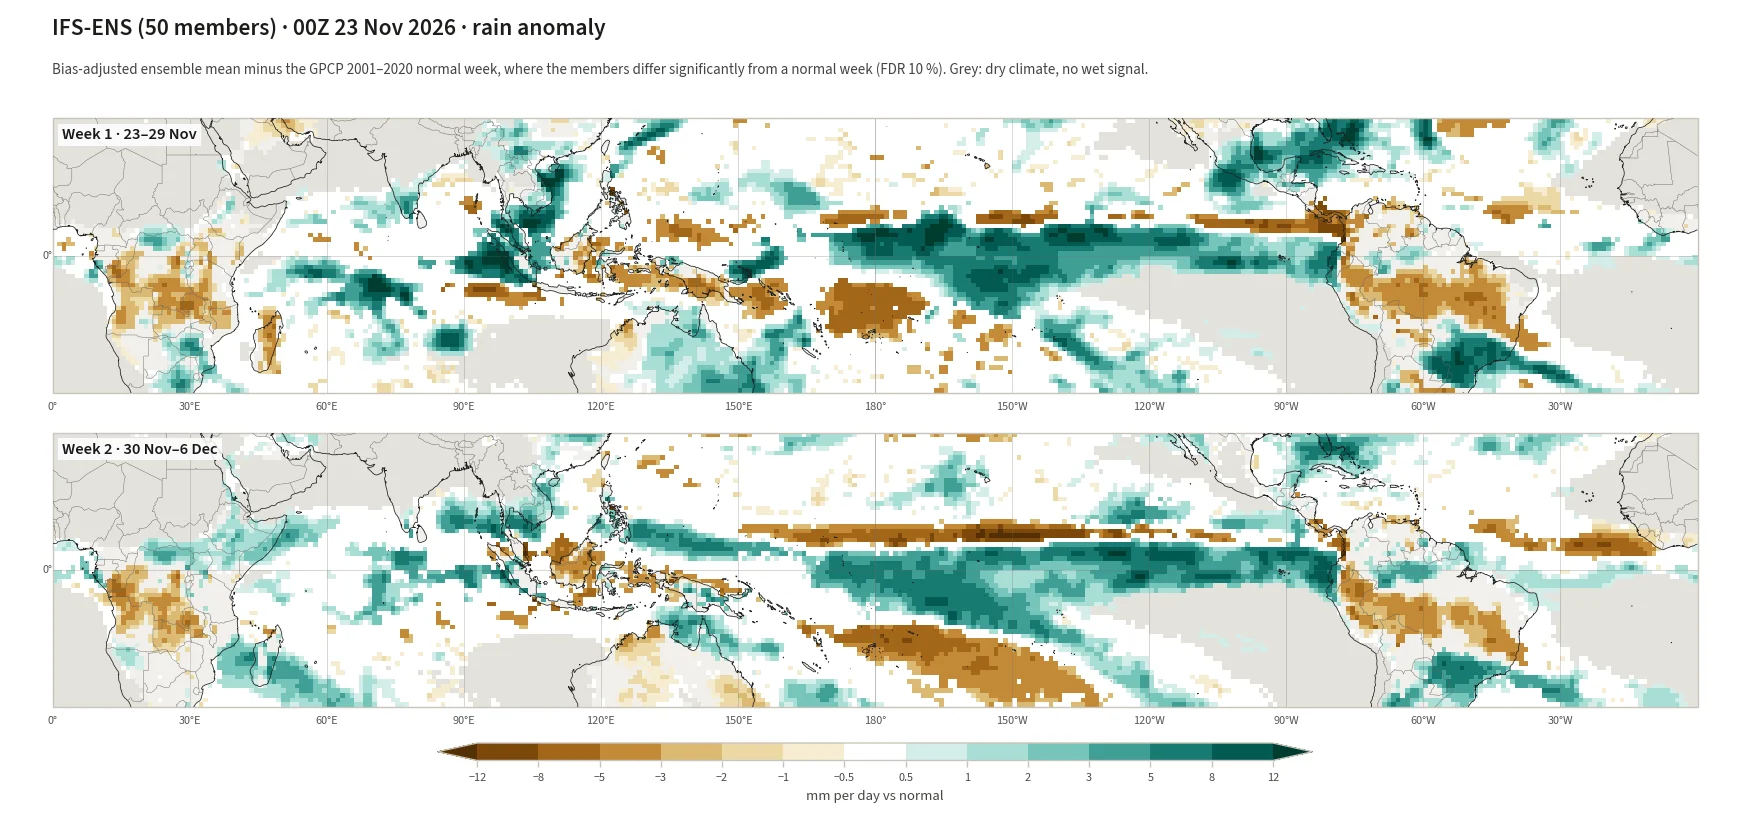 IFS-ENS (50 members) · 00Z 23 Nov 2026 · rain anomaly
Bias-adjusted ensemble mean minus the GPCP 2001–2020 normal week, where the members differ significantly from a normal week (FDR 10 %). Grey: dry climate, no wet signal.
Week 1 · 23–29 Nov
0°
0° 30°E 60°E 90°E 120°E 150°E 180° 150°W 120°W 90°W 60°W 30°W
Week 2 · 30 Nov–6 Dec
0°
0° 30°E 60°E 90°E 120°E 150°E 180° 150°W 120°W 90°W 60°W 30°W
−12 −8 −5 −3 −2 −1 −0.5 0.5 1 2 3 5 8 12
mm per day vs normal